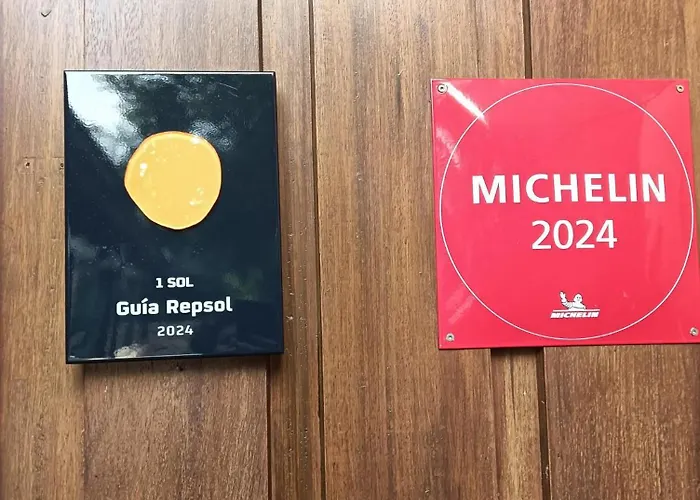 1 SOL
Guía Repsol
2024
MICHELIN
2024
MICHELIN